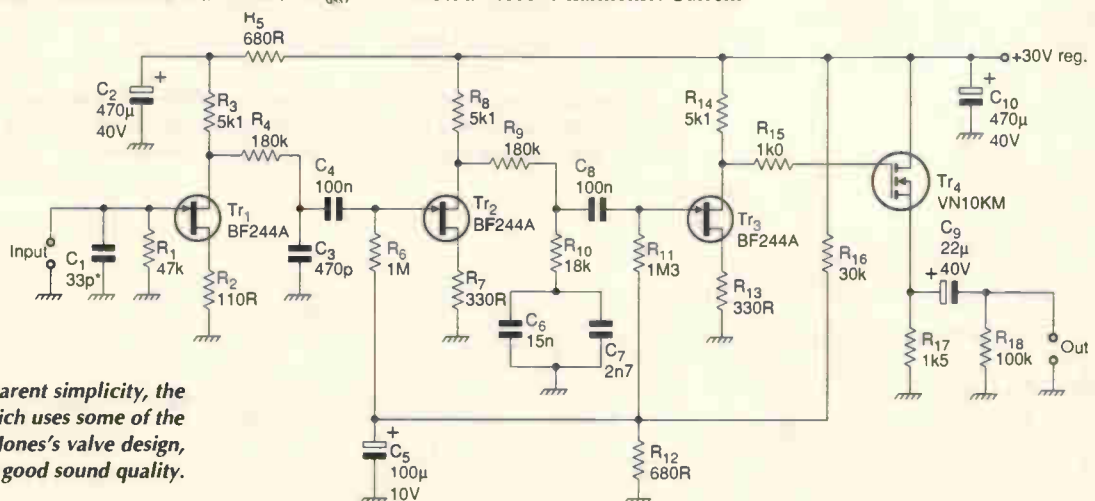 R5
680R
+30V reg.
C2
470µ
40V
R3
5k1
R4
180k
R8
5k1
R9
180k
R14
5k1
R15
1k0
C10
470µ
40V
C4
100n
C8
100n
Tr4
VN10KM
Input
C1
33p*
R1
47k
Tr1
BF244A
R2
110R
C3
470p
R6
1M
Tr2
BF244A
R7
330R
R10
18k
C6
15n
C7
2n7
R11
1M3
Tr3
BF244A
R13
330R
R16
30k
C9
22µ
40V
R17
1k5
R18
100k
Out
C5
100µ
10V
R12
680R
parent simplicity, the
ich uses some of the
Jones's valve design,
good sound quality.